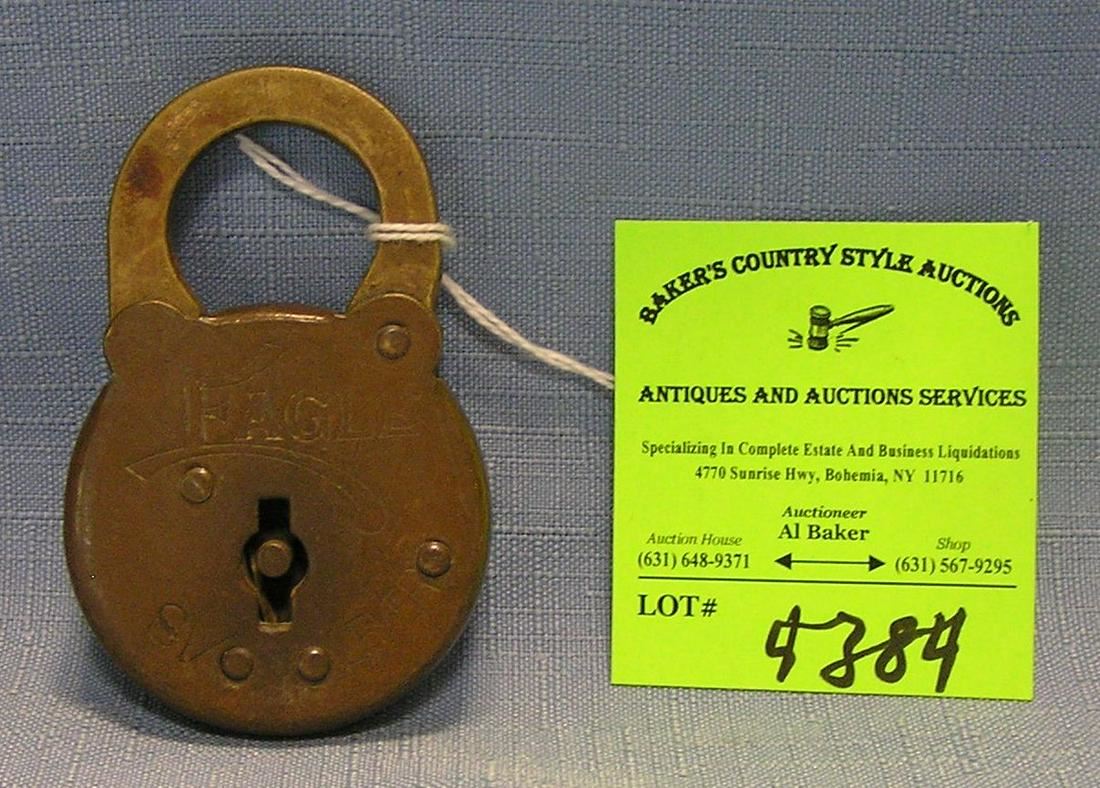 EAGLE
BAKER'S COUNTRY STYLE AUCTIONS
ANTIQUES AND AUCTIONS SERVICES
Specializing In Complete Estate And Business Liquidations
4770 Sunrise Hwy, Bohemia, NY 11716
Auctioneer
Al Baker
Auction House
(631) 648-9371
Shop
(631) 567-9295
LOT# 4384